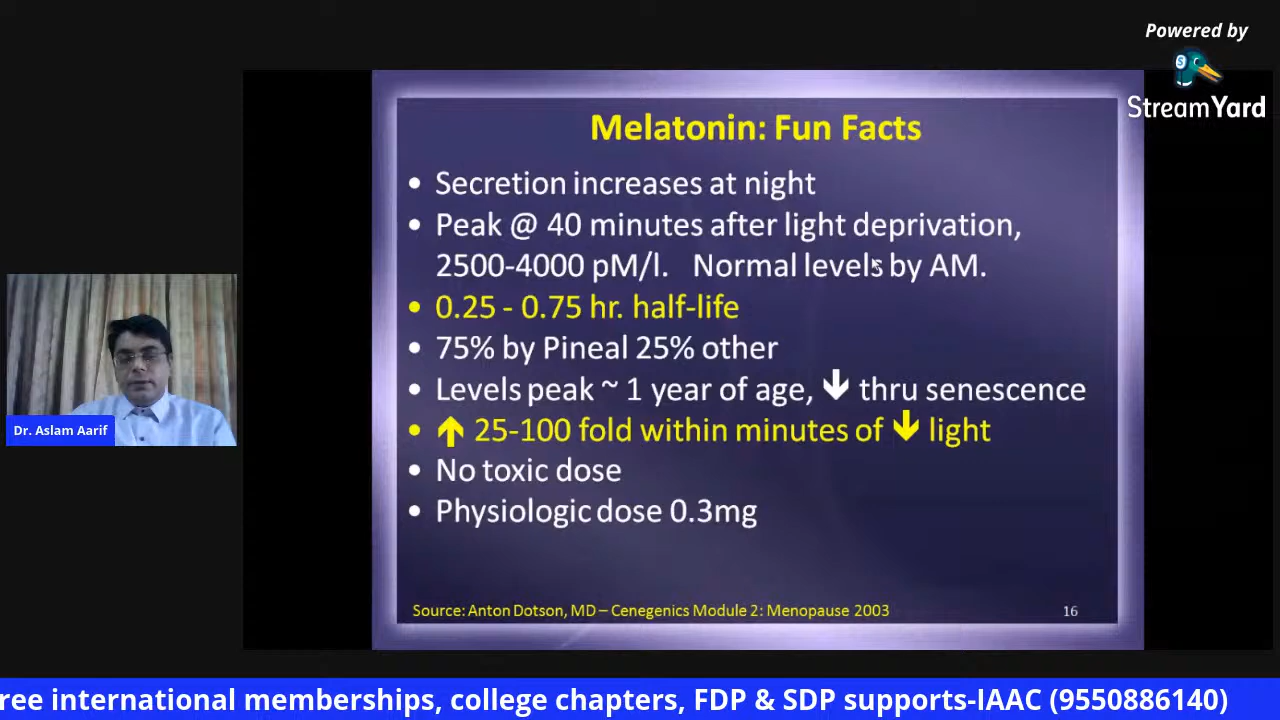 Powered by
StreamYard
Melatonin: Fun Facts
• Secretion increases at night
• Peak @ 40 minutes after light deprivation,
2500-4000 pM/l. Normal levels by AM.
• 0.25 - 0.75 hr. half-life
• 75% by Pineal 25% other
• Levels peak ~ 1 year of age, ↓ thru senescence
• ↑ 25-100 fold within minutes of ↓ light
• No toxic dose
• Physiologic dose 0.3mg
Source: Anton Dotson, MD – Cenegenics Module 2: Menopause 2003
16
Dr. Aslam Aarif
ree international memberships, college chapters, FDP & SDP supports-IAAC (9550886140)